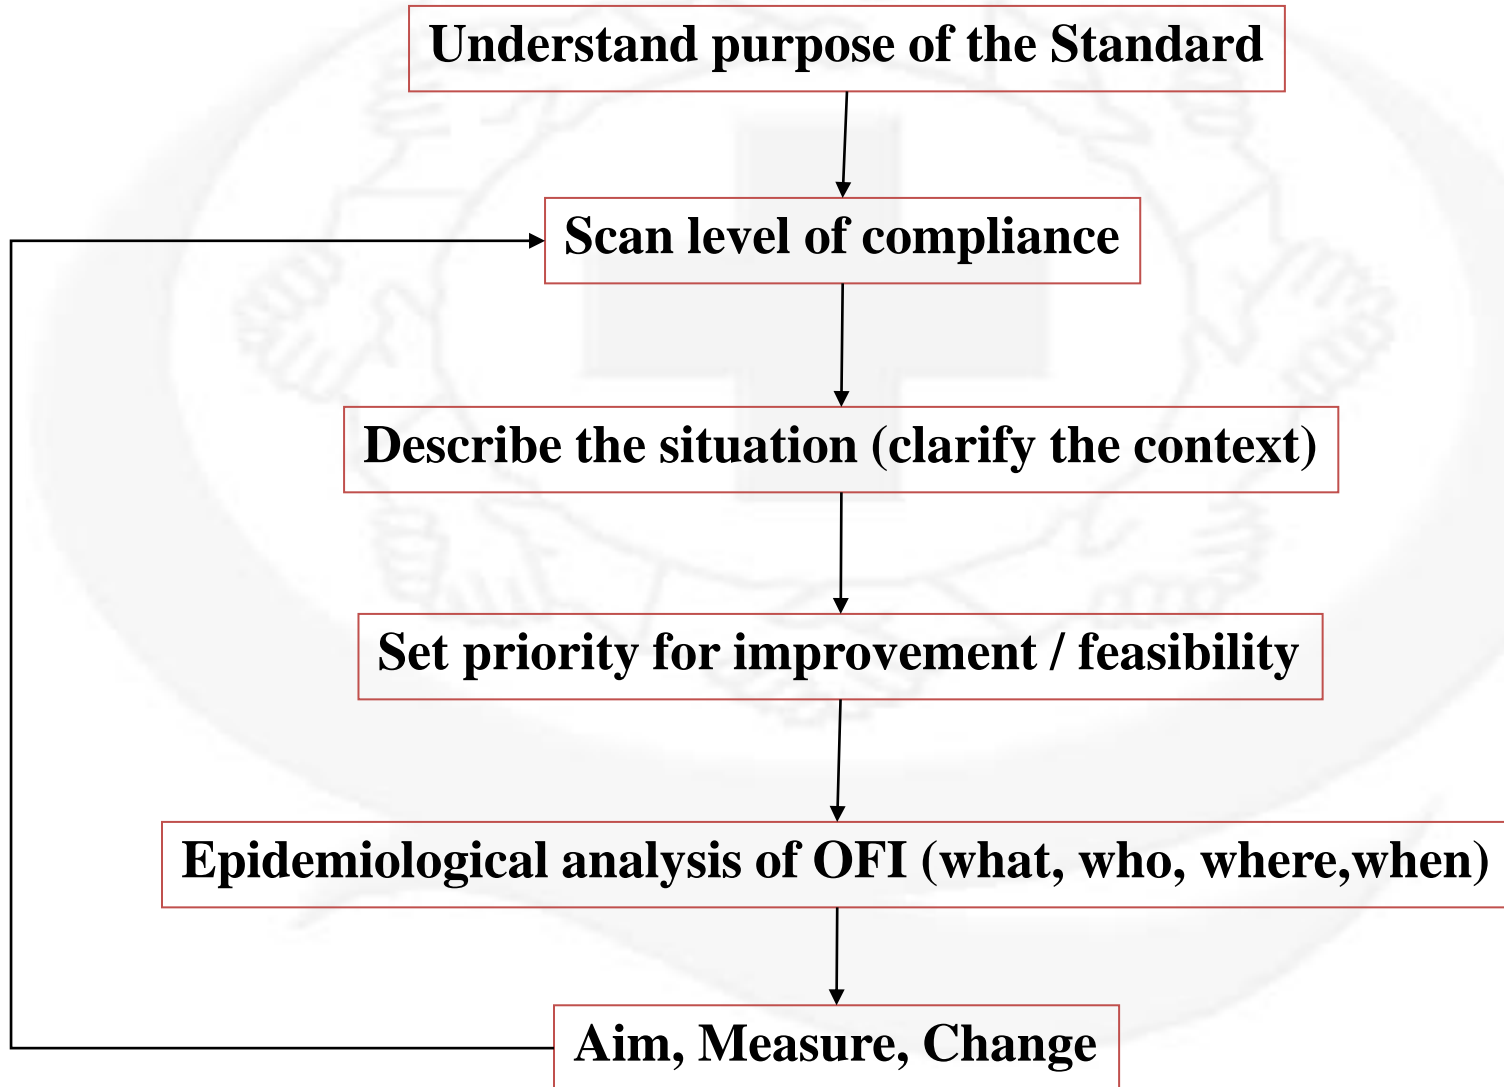 Understand purpose of the Standard
Scan level of compliance
Describe the situation (clarify the context)
Set priority for improvement / feasibility
Epidemiological analysis of OFI (what, who, where,when)
Aim, Measure, Change